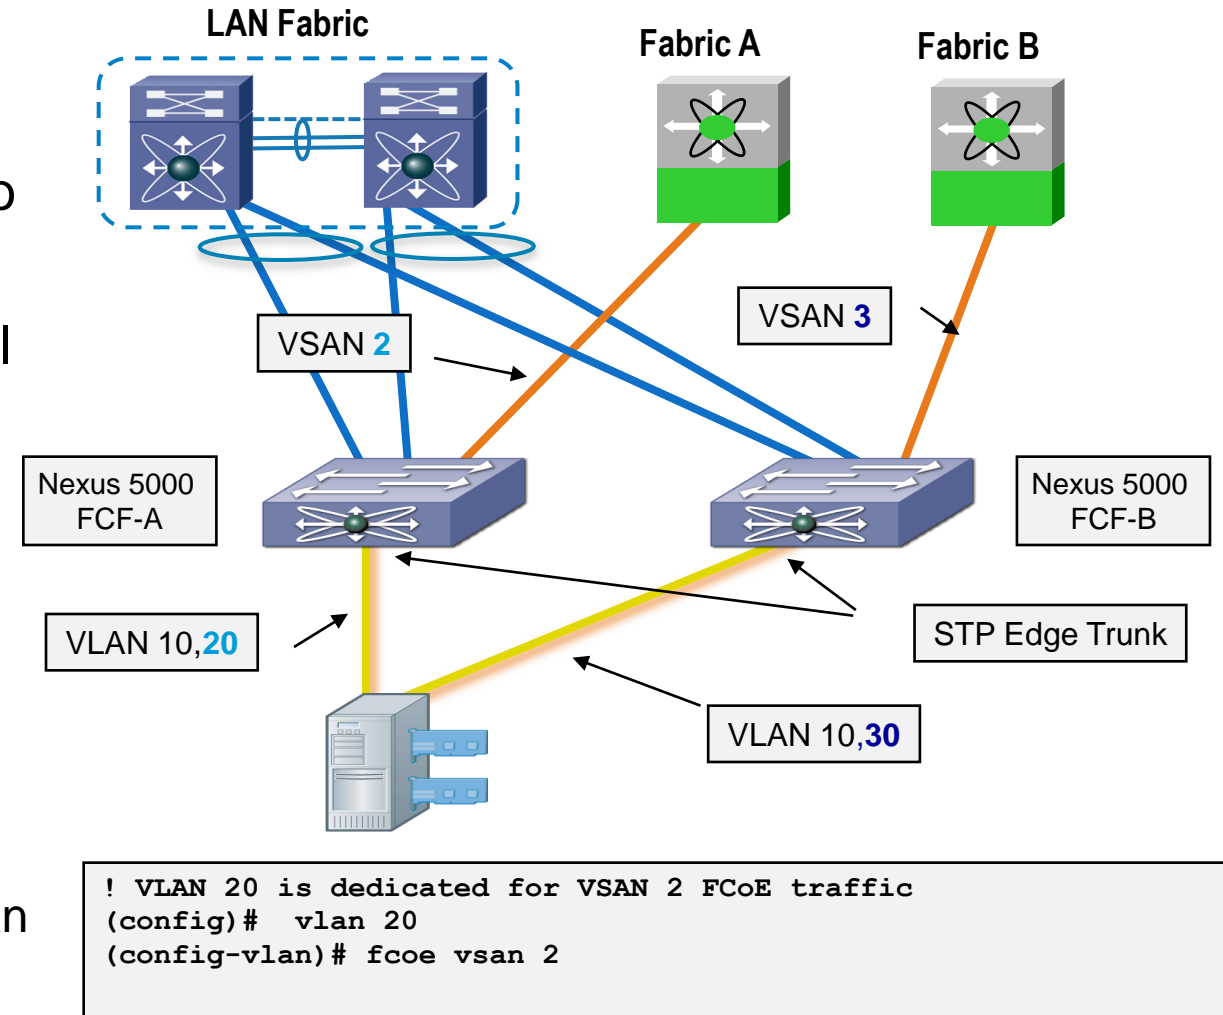 LAN Fabric
Fabric A
Fabric B
VSAN 2
VSAN 3
Nexus 5000
FCF-A
Nexus 5000
FCF-B
VLAN 10,20
STP Edge Trunk
VLAN 10,30
! VLAN 20 is dedicated for VSAN 2 FCoE traffic
(config)#  vlan 20
(config-vlan)# fcoe vsan 2